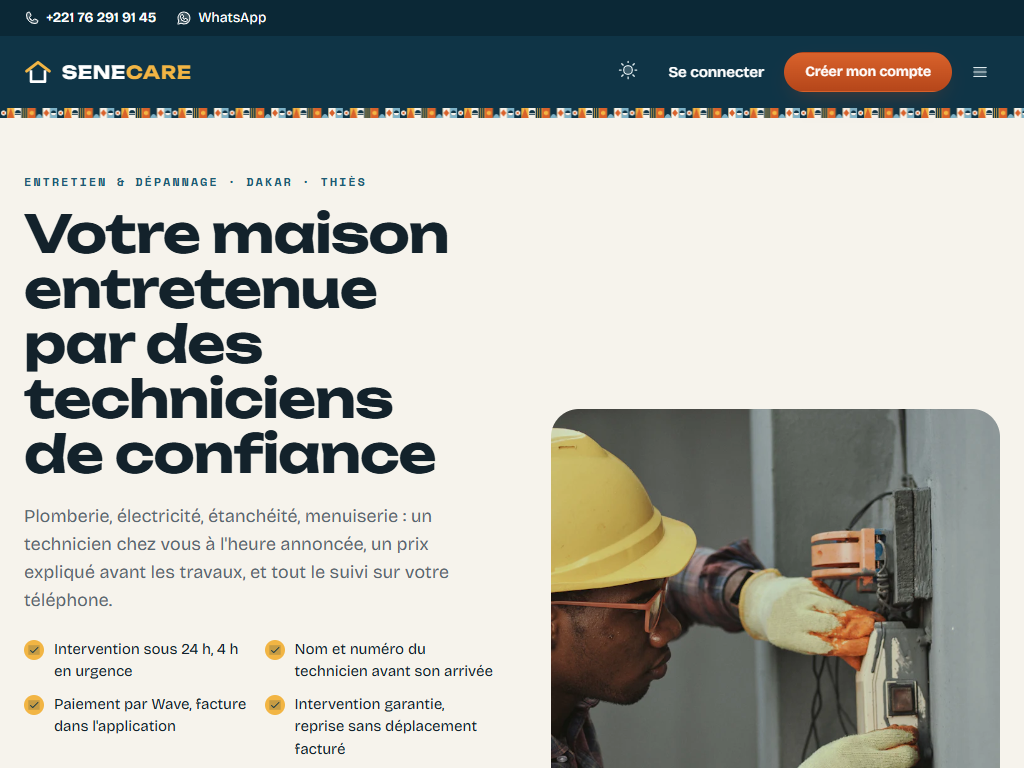 +221 76 291 91 45 WhatsApp
SENECARE Se connecter Créer mon compte
ENTRETIEN & DÉPANNAGE · DAKAR · THIÈS
Votre maison
entretenue
par des
techniciens
de confiance
Plomberie, électricité, étanchéité, menuiserie : un
technicien chez vous à l'heure annoncée, un prix
expliqué avant les travaux, et tout le suivi sur votre
téléphone.
Intervention sous 24 h, 4 h
en urgence
Nom et numéro du
technicien avant son arrivée
Paiement par Wave, facture
dans l'application
Intervention garantie,
reprise sans déplacement
facturé